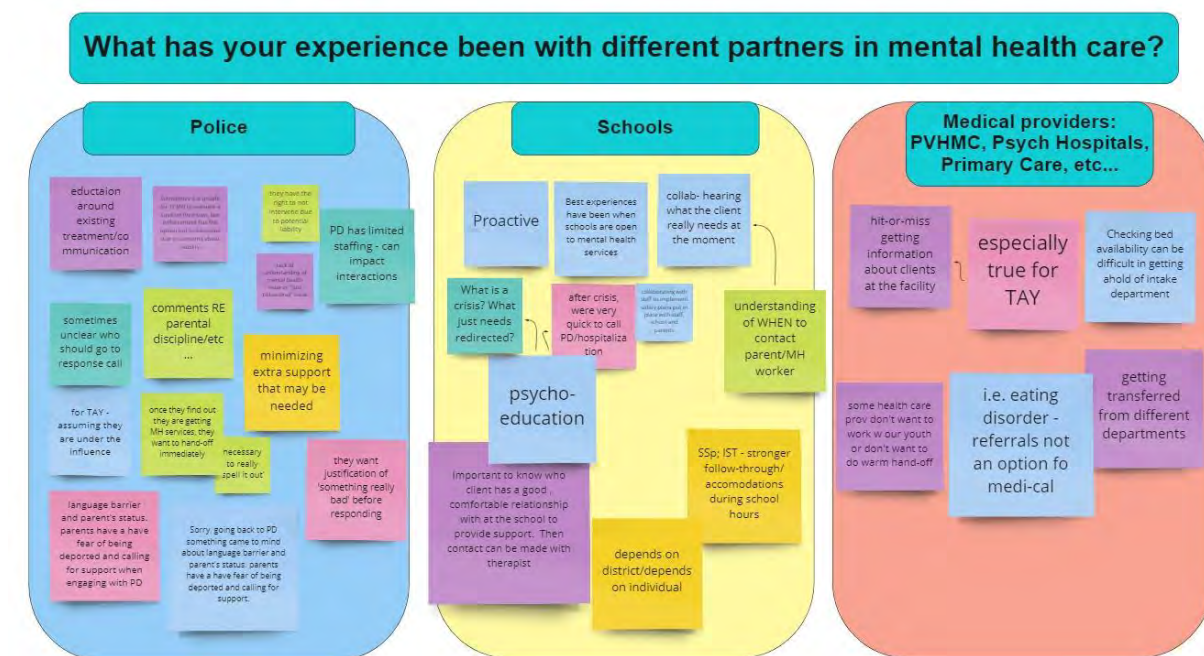 What has your experience been with different partners in mental health care?
Police
eductaion
around
existing
treatment/co
mmunication
they have the
right to not
intervene due
to potential
liability
PD has limited
staffing - can
impact
interactions
sometimes
unclear who
should go to
response call
comments RE
parental
discipline/etc
...
minimizing
extra support
that may be
needed
for TAY -
assuming they
are under the
influence
once they find out
they are getting
MH services, they
want to hand-off
immediately
necessary
to really
spell it out'
they want
justification of
'something really
bad' before
responding
language barrier
and parent's status.
parents have a have
fear of being
deported and calling
for support when
engaging with PD
Sorry, going back to PD
something came to
mind about language barrier and
parent's status. parents
have a have fear of being
deported and calling for
support.
Schools
Proactive
Best experiences
have been when
schools are open
to mental health
services
collab- hearing
what the client
really needs at
the moment
What is a
crisis? What
just needs
redirected?
after crisis,
were very
quick to call
PD/hospitaliza
tion
understanding
of WHEN to
contact
parent/MH
worker
psycho-
education
Important to know who
client has a good ,
comfortable relationship
with at the school to
provide support. Then
contact can be made with
therapist
SSp; IST - stronger
follow-through/
accomodations
during school
hours
depends on
district/depends
on individual
Medical providers:
PVHMC, Psych Hospitals,
Primary Care, etc...
hit-or-miss
getting
information
about clients
at the facility
especially
true for
TAY
Checking bed
availability can be
difficult in getting
ahold of intake
department
some health care
prov don't want to
work w our youth
or don't want to
do warm hand-off
i.e. eating
disorder -
referrals not
an option fo
medi-cal
getting
transferred
from different
departments